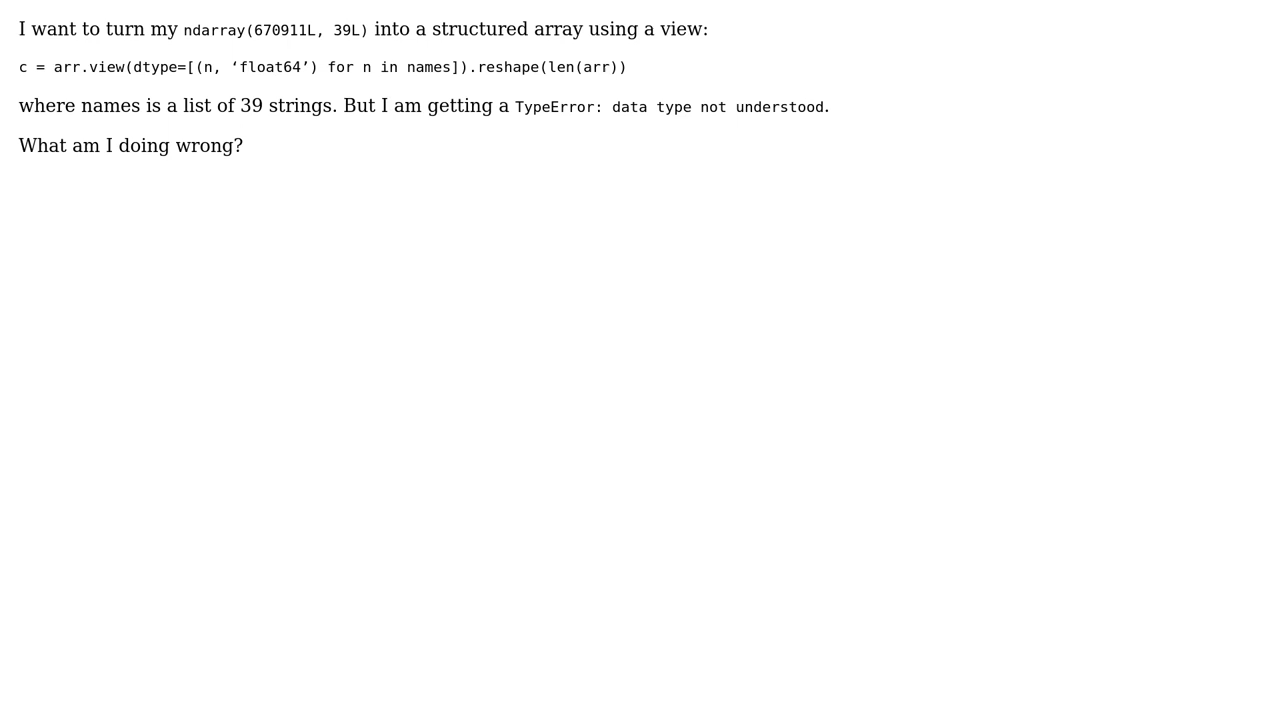 I want to turn my ndarray(670911L, 39L) into a structured array using a view:
c = arr.view(dtype=[(n, ‘float64’) for n in names]).reshape(len(arr))
where names is a list of 39 strings. But I am getting a TypeError: data type not understood.
What am I doing wrong?